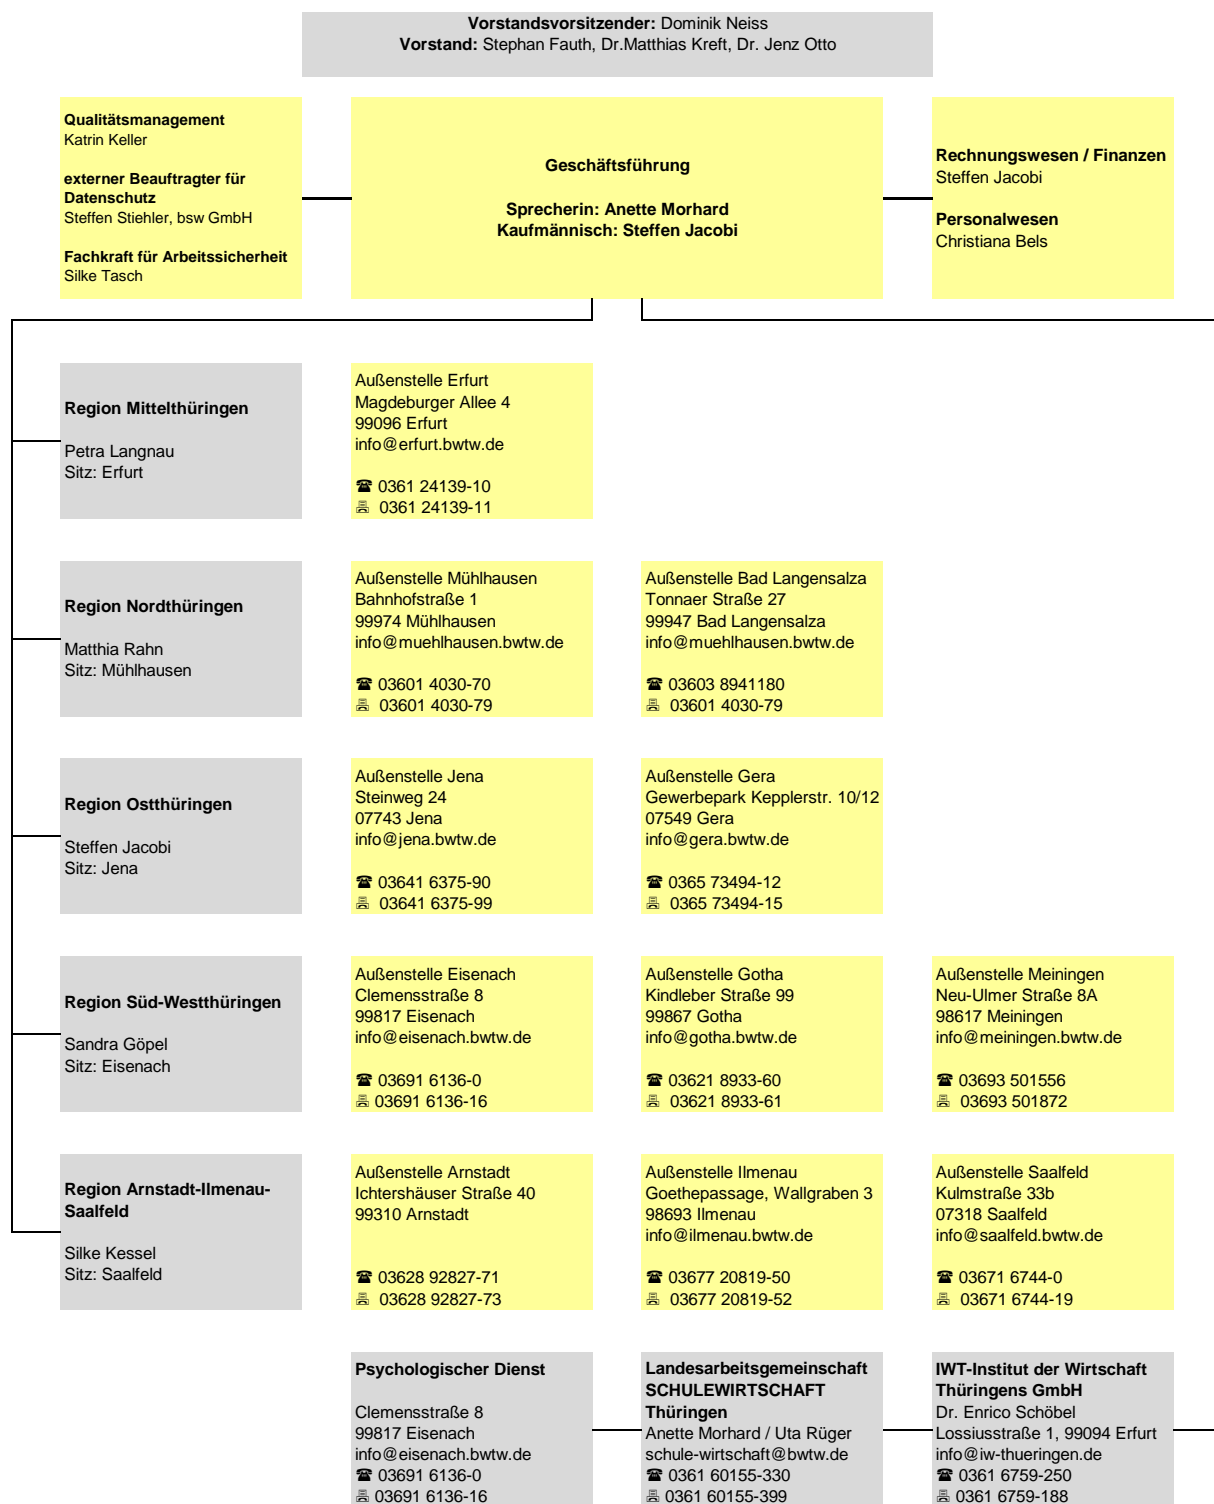 Vorstandsvorsitzender: Dominik Neiss
Vorstand: Stephan Fauth, Dr.Matthias Kreft, Dr. Jenz Otto
Qualitätsmanagement
Katrin Keller
externer Beauftragter für
Datenschutz
Steffen Stiehler, bsw GmbH
Fachkraft für Arbeitssicherheit
Silke Tasch
Geschäftsführung
Sprecherin: Anette Morhard
Kaufmännisch: Steffen Jacobi
Rechnungswesen / Finanzen
Steffen Jacobi
Personalwesen
Christiana Bels
Region Mittelthüringen
Petra Langnau
Sitz: Erfurt
Außenstelle Erfurt
Magdeburger Allee 4
99096 Erfurt
info@erfurt.bwtw.de
☎ 0361 24139-10
📠 0361 24139-11
Region Nordthüringen
Matthia Rahn
Sitz: Mühlhausen
Außenstelle Mühlhausen
Bahnhofstraße 1
99974 Mühlhausen
info@muehlhausen.bwtw.de
☎ 03601 4030-70
📠 03601 4030-79
Außenstelle Bad Langensalza
Tonnaer Straße 27
99947 Bad Langensalza
info@muehlhausen.bwtw.de
☎ 03603 8941180
📠 03601 4030-79
Region Ostthüringen
Steffen Jacobi
Sitz: Jena
Außenstelle Jena
Steinweg 24
07743 Jena
info@jena.bwtw.de
☎ 03641 6375-90
📠 03641 6375-99
Außenstelle Gera
Gewerbepark Kepplerstr. 10/12
07549 Gera
info@gera.bwtw.de
☎ 0365 73494-12
📠 0365 73494-15
Region Süd-Westthüringen
Sandra Göpel
Sitz: Eisenach
Außenstelle Eisenach
Clemensstraße 8
99817 Eisenach
info@eisenach.bwtw.de
☎ 03691 6136-0
📠 03691 6136-16
Außenstelle Gotha
Kindleber Straße 99
99867 Gotha
info@gotha.bwtw.de
☎ 03621 8933-60
📠 03621 8933-61
Außenstelle Meiningen
Neu-Ulmer Straße 8A
98617 Meiningen
info@meiningen.bwtw.de
☎ 03693 501556
📠 03693 501872
Region Arnstadt-Ilmenau-
Saalfeld
Silke Kessel
Sitz: Saalfeld
Außenstelle Arnstadt
Ichtershäuser Straße 40
99310 Arnstadt
☎ 03628 92827-71
📠 03628 92827-73
Außenstelle Ilmenau
Goethepassage, Wallgraben 3
98693 Ilmenau
info@ilmenau.bwtw.de
☎ 03677 20819-50
📠 03677 20819-52
Außenstelle Saalfeld
Kulmstraße 33b
07318 Saalfeld
info@saalfeld.bwtw.de
☎ 03671 6744-0
📠 03671 6744-19
Psychologischer Dienst
Clemensstraße 8
99817 Eisenach
info@eisenach.bwtw.de
☎ 03691 6136-0
📠 03691 6136-16
Landesarbeitsgemeinschaft
SCHULEWIRTSCHAFT
Thüringen
Anette Morhard / Uta Rüger
schule-wirtschaft@bwtw.de
☎ 0361 60155-330
📠 0361 60155-399
IWT-Institut der Wirtschaft
Thüringens GmbH
Dr. Enrico Schöbel
Lossiusstraße 1, 99094 Erfurt
info@iw-thueringen.de
☎ 0361 6759-250
📠 0361 6759-188